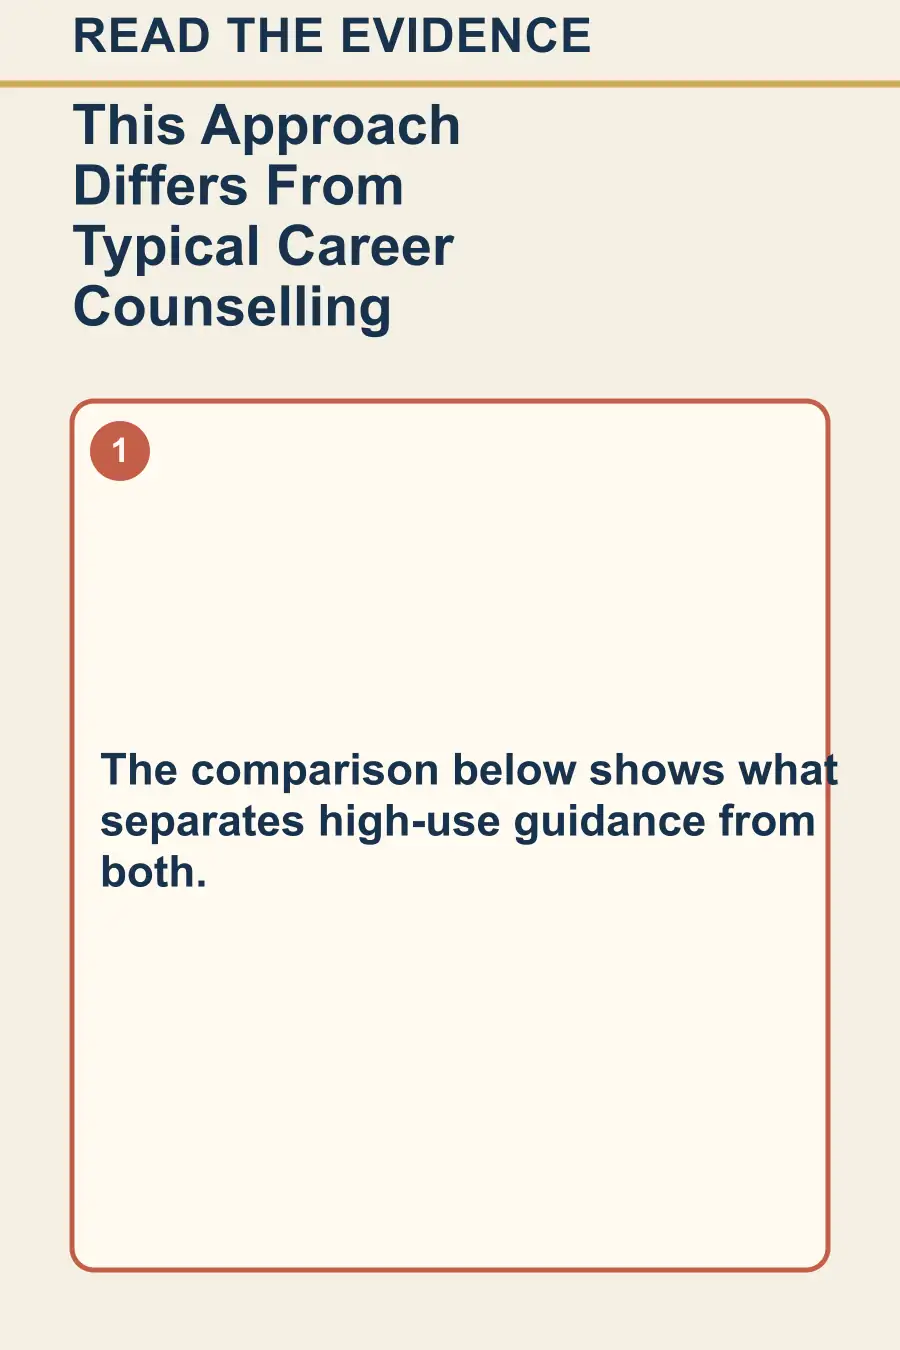 READ THE EVIDENCE
This Approach
Differs From
Typical Career
Counselling
1
The comparison below shows what
separates high-use guidance from
both.